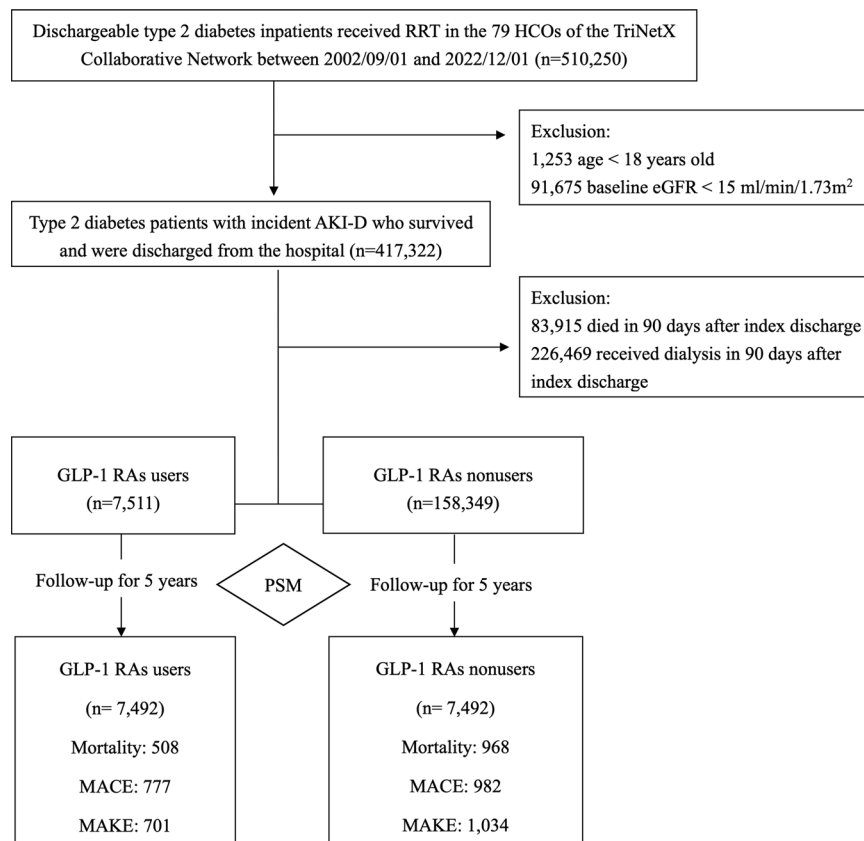 Dischargeable type 2 diabetes inpatients received RRT in the 79 HCOs of the TriNetX
Collaborative Network between 2002/09/01 and 2022/12/01 (n=510,250)
Exclusion:
1,253 age < 18 years old
91,675 baseline eGFR < 15 ml/min/1.73m²
Type 2 diabetes patients with incident AKI-D who survived
and were discharged from the hospital (n=417,322)
Exclusion:
83,915 died in 90 days after index discharge
226,469 received dialysis in 90 days after
index discharge
GLP-1 RAs users
(n=7,511)
GLP-1 RAs nonusers
(n=158,349)
Follow-up for 5 years
PSM
Follow-up for 5 years
GLP-1 RAs users
(n= 7,492)
Mortality: 508
MACE: 777
MAKE: 701
GLP-1 RAs nonusers
(n= 7,492)
Mortality: 968
MACE: 982
MAKE: 1,034